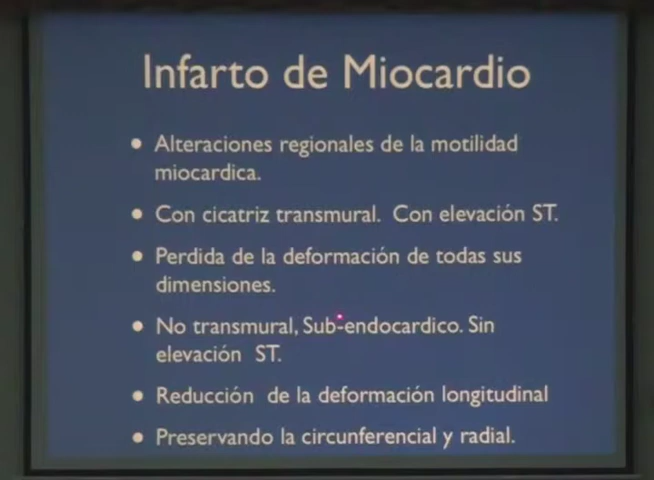 Infarto de Miocardio
• Alteraciones regionales de la motilidad
miocardica.
• Con cicatriz transmural. Con elevación ST.
• Perdida de la deformación de todas sus
dimensiones.
• No transmural, Sub-endocardico. Sin
elevación ST.
• Reducción de la deformación longitudinal
• Preservando la circunferencial y radial.